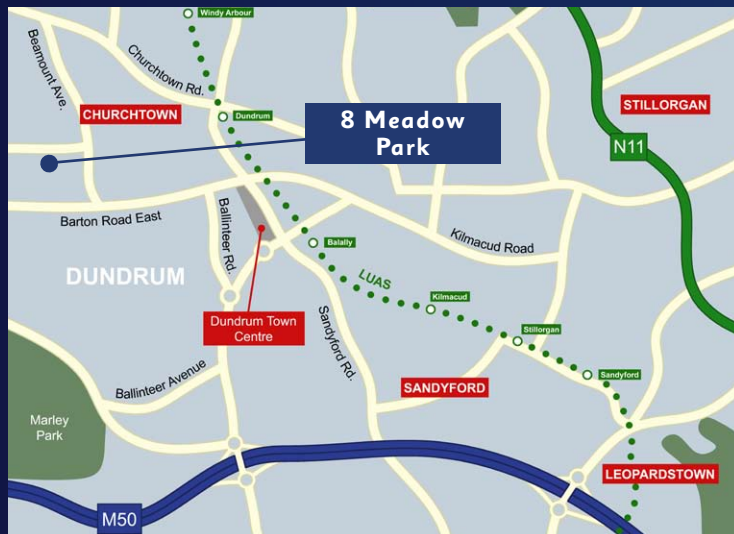 Windy Arbour
Beamount Ave.
Churchtown Rd.
CHURCHTOWN
Dundrum
STILLORGAN
8 Meadow
Park
N11
Barton Road East
Ballinteer Rd.
Balally
Kilmacud Road
DUNDRUM
LUAS
Kilmacud
Dundrum Town
Centre
Sandyford Rd.
Stillorgan
Ballinteer Avenue
Sandyford
SANDYFORD
Marley
Park
LEOPARDSTOWN
M50